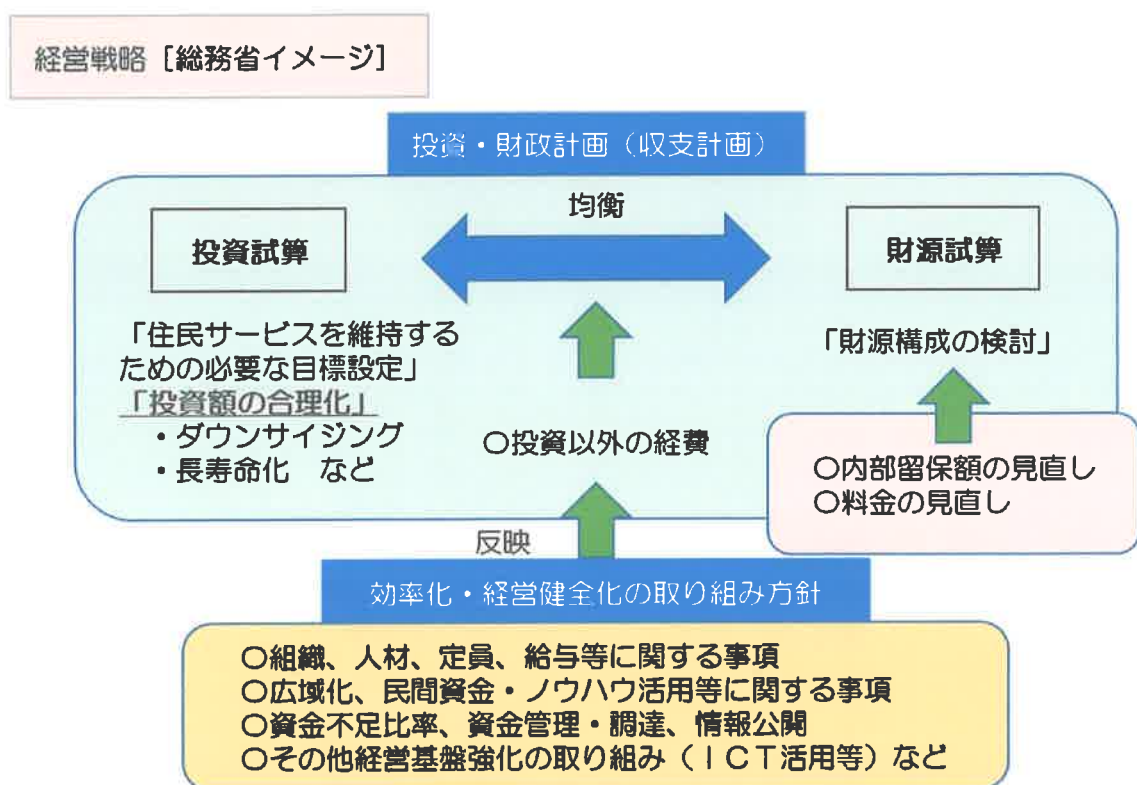 経営戦略［総務省イメージ］
投資・財政計画（収支計画）
均衡
投資試算
財源試算
「住民サービスを維持する
ための必要な目標設定」
「投資額の合理化」
・ダウンサイジング
・長寿命化　など
「財源構成の検討」
〇投資以外の経費
〇内部留保額の見直し
〇料金の見直し
反映
効率化・経営健全化の取り組み方針
〇組織、人材、定員、給与等に関する事項
〇広域化、民間資金・ノウハウ活用等に関する事項
〇資金不足比率、資金管理・調達、情報公開
〇その他経営基盤強化の取り組み（ＩＣＴ活用等）など